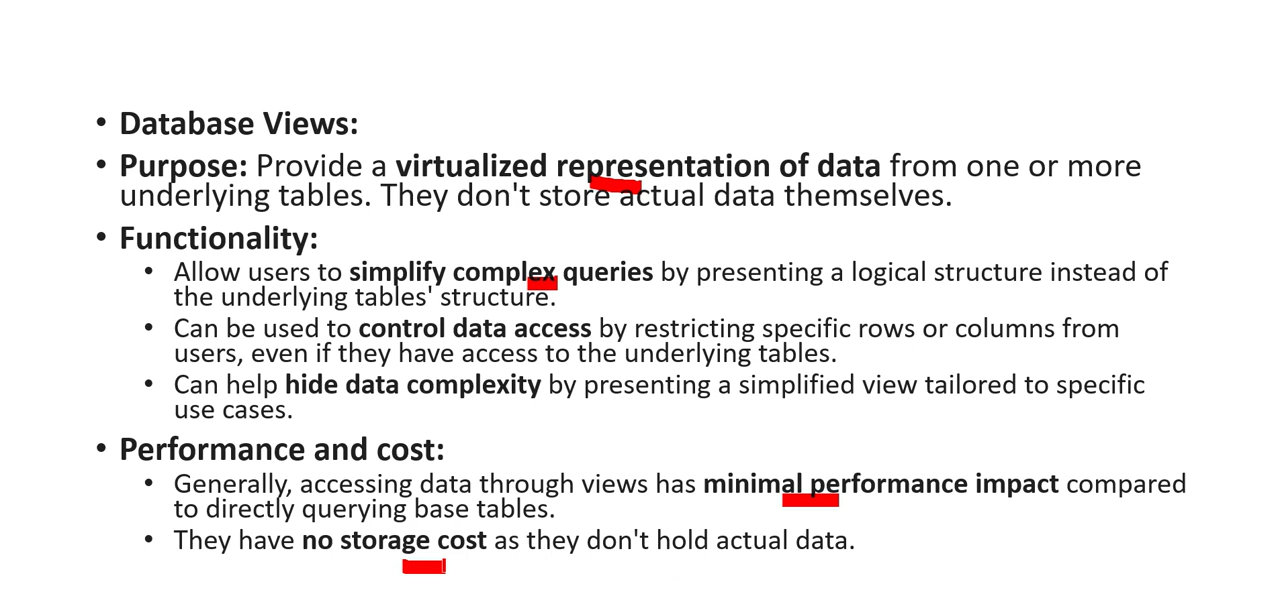 • Database Views:
• Purpose: Provide a virtualized representation of data from one or more
underlying tables. They don't store actual data themselves.
• Functionality:
• Allow users to simplify complex queries by presenting a logical structure instead of
the underlying tables' structure.
• Can be used to control data access by restricting specific rows or columns from
users, even if they have access to the underlying tables.
• Can help hide data complexity by presenting a simplified view tailored to specific
use cases.
• Performance and cost:
• Generally, accessing data through views has minimal performance impact compared
to directly querying base tables.
• They have no storage cost as they don't hold actual data.